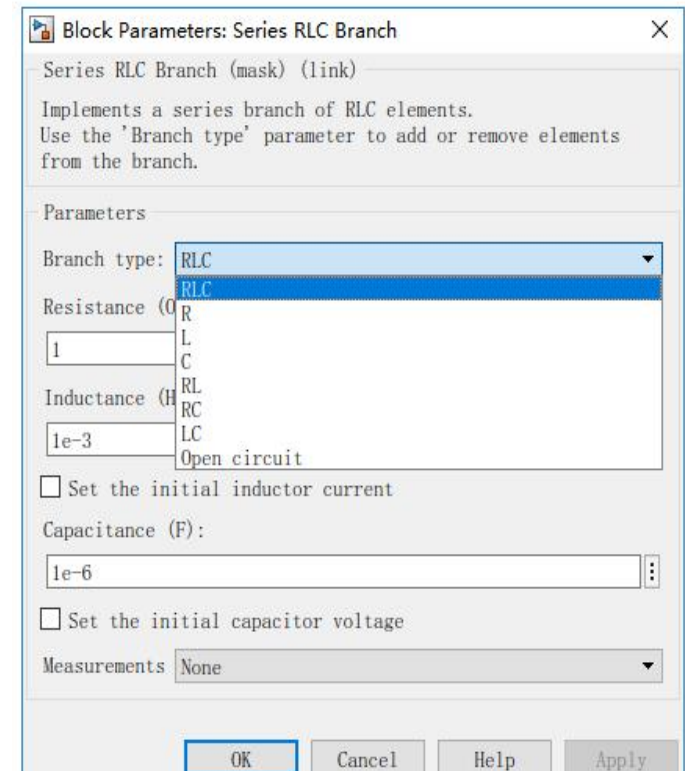 Block Parameters: Series RLC Branch
Series RLC Branch (mask) (link)
Implements a series branch of RLC elements.
Use the 'Branch type' parameter to add or remove elements
from the branch.
Parameters
Branch type: RLC
RLC
R
L
C
RL
RC
LC
Open circuit
Resistance (O
1
Inductance (H
1e-3
Set the initial inductor current
Capacitance (F):
1e-6
Set the initial capacitor voltage
Measurements None
OK Cancel Help Apply